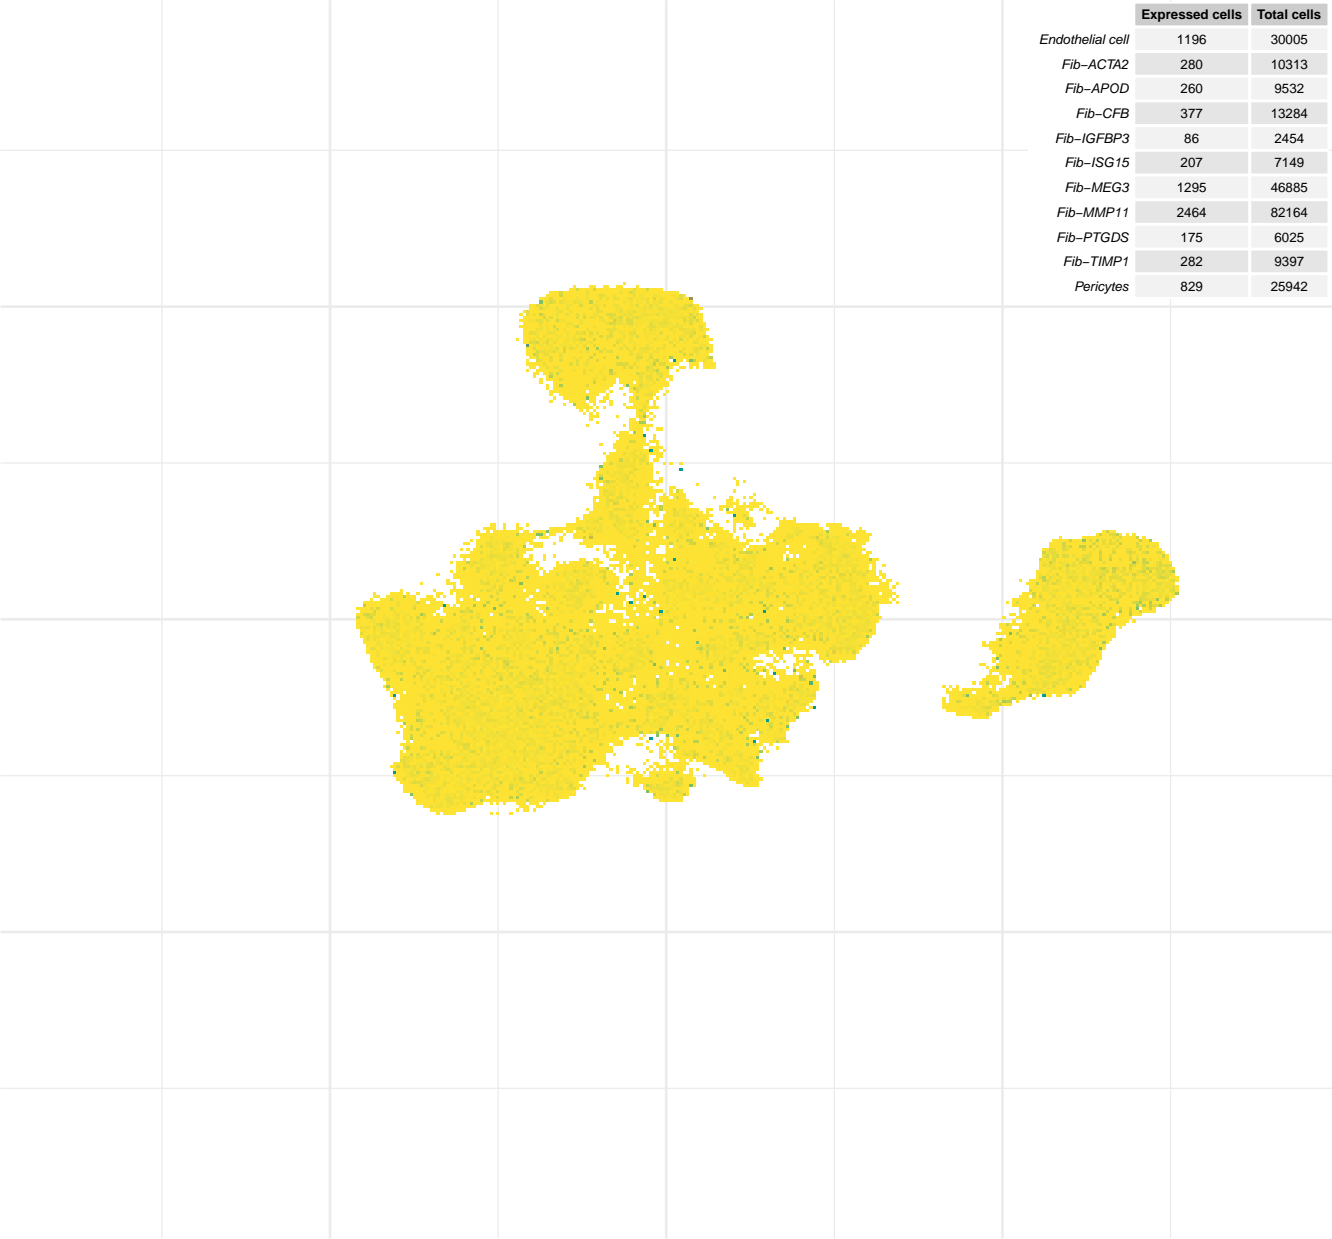 Expressed cells Total cells
Endothelial cell 1196 30005
Fib−ACTA2 280 10313
Fib−APOD 260 9532
Fib−CFB 377 13284
Fib−IGFBP3 86 2454
Fib−ISG15 207 7149
Fib−MEG3 1295 46885
Fib−MMP11 2464 82164
Fib−PTGDS 175 6025
Fib−TIMP1 282 9397
Pericytes 829 25942